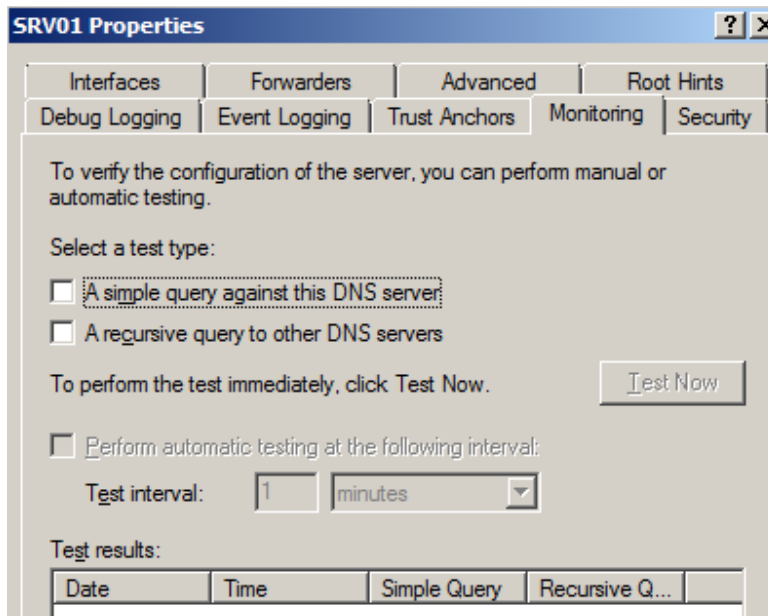 SRV01 Properties
Interfaces Forwarders Advanced Root Hints
Debug Logging Event Logging Trust Anchors Monitoring Security
To verify the configuration of the server, you can perform manual or
automatic testing.
Select a test type:
A simple query against this DNS server
A recursive query to other DNS servers
To perform the test immediately, click Test Now. Test Now
Perform automatic testing at the following interval:
Test interval: 1 minutes
Test results:
Date Time Simple Query Recursive Q...